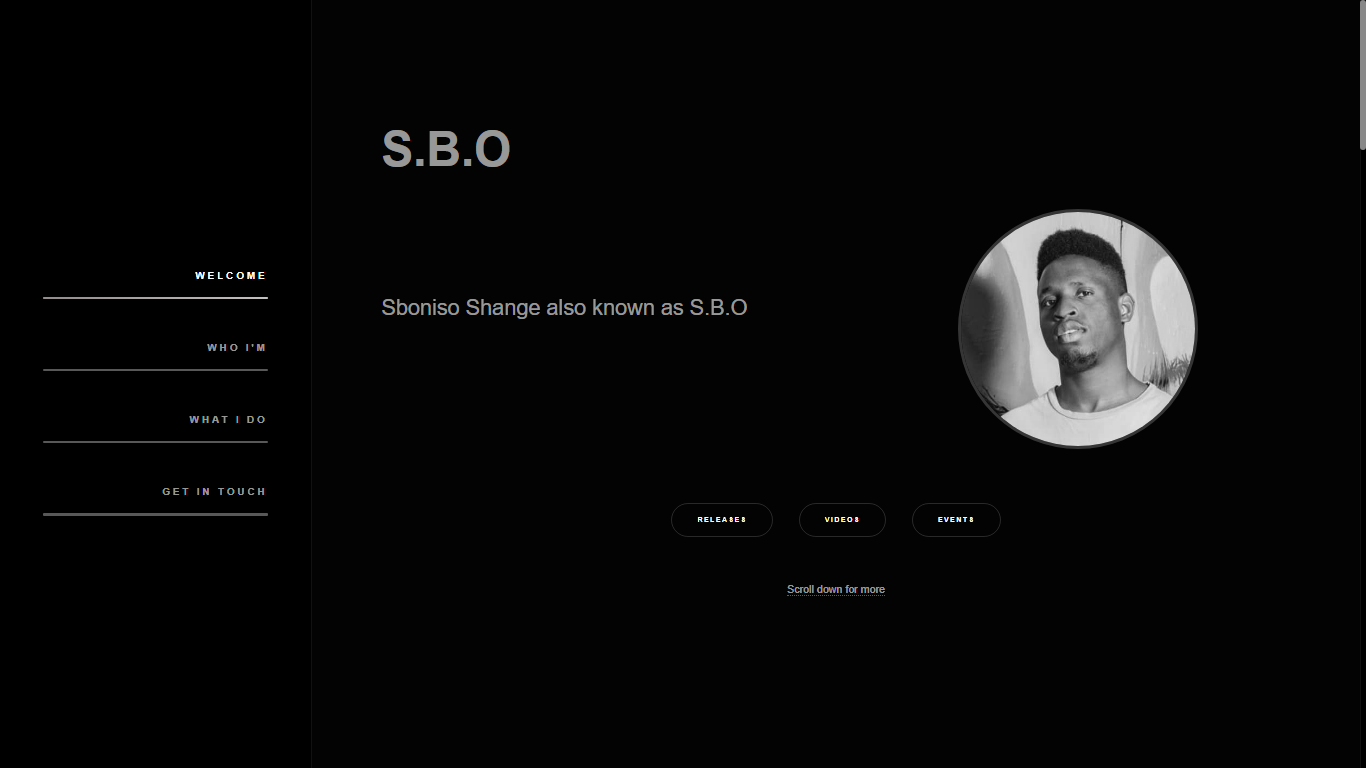 WELCOME
WHO I'M
WHAT I DO
GET IN TOUCH
S.B.O
Sboniso Shange also known as S.B.O
RELEASES
VIDEOS
EVENTS
Scroll down for more